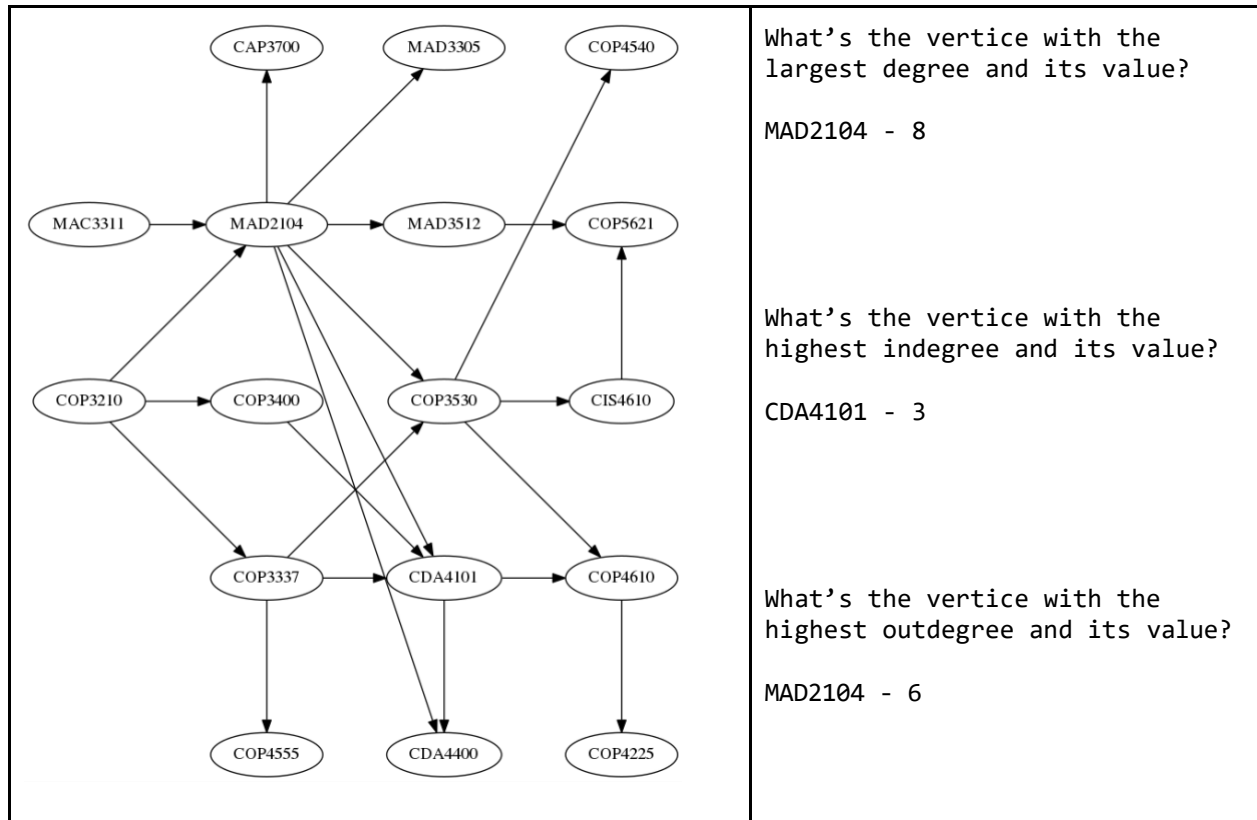 CAP3700 MAD3305 COP4540
MAC3311 MAD2104 MAD3512 COP5621
COP3210 COP3400 COP3530 CIS4610
COP3337 CDA4101 COP4610
COP4555 CDA4400 COP4225
What’s the vertice with the
largest degree and its value?
MAD2104 - 8
What’s the vertice with the
highest indegree and its value?
CDA4101 - 3
What’s the vertice with the
highest outdegree and its value?
MAD2104 - 6